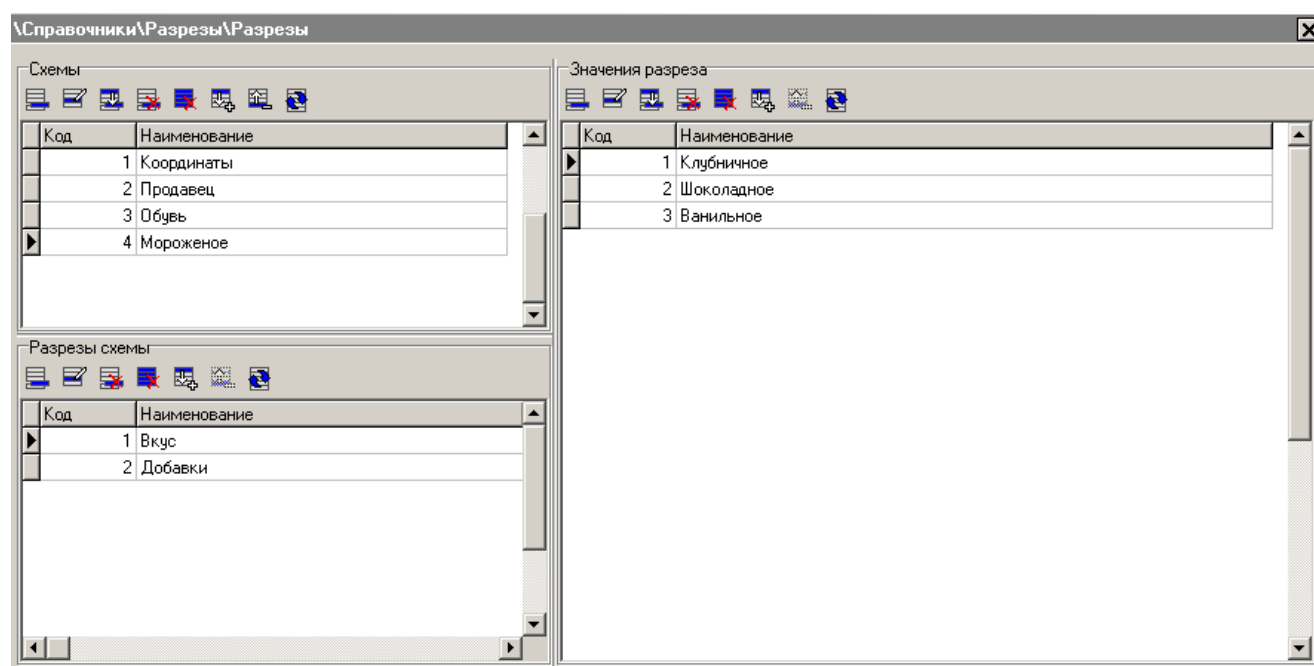 \Справочники\Разрезы\Разрезы
Схемы
Код Наименование
1 Координаты
2 Продавец
3 Обувь
4 Мороженое
Разрезы схемы
Код Наименование
1 Вкус
2 Добавки
Значения разреза
Код Наименование
1 Клубничное
2 Шоколадное
3 Ванильное